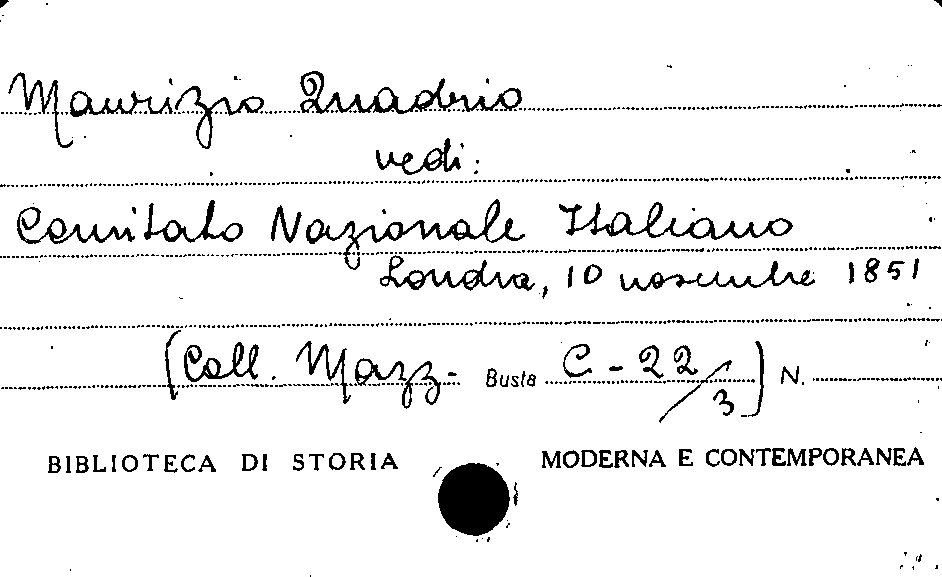 Maurizio Quadrio
vedi:
Comitato Nazionale Italiano
Londra, 10 novembre 1851
(Coll. Mazz- Busta C-22/3) N.
BIBLIOTECA DI STORIA MODERNA E CONTEMPORANEA